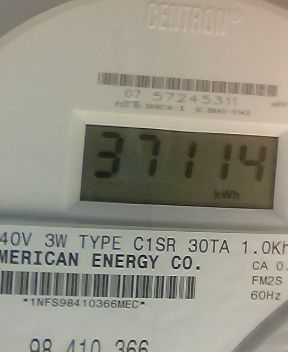 CENTRON®
07 57245311
37114
kWh
40V 3W TYPE C1SR 30TA 1.0Kh
MERICAN ENERGY CO.
CA 0.
FM2S
*1NFS98410366MEC*
60Hz
98 410 366